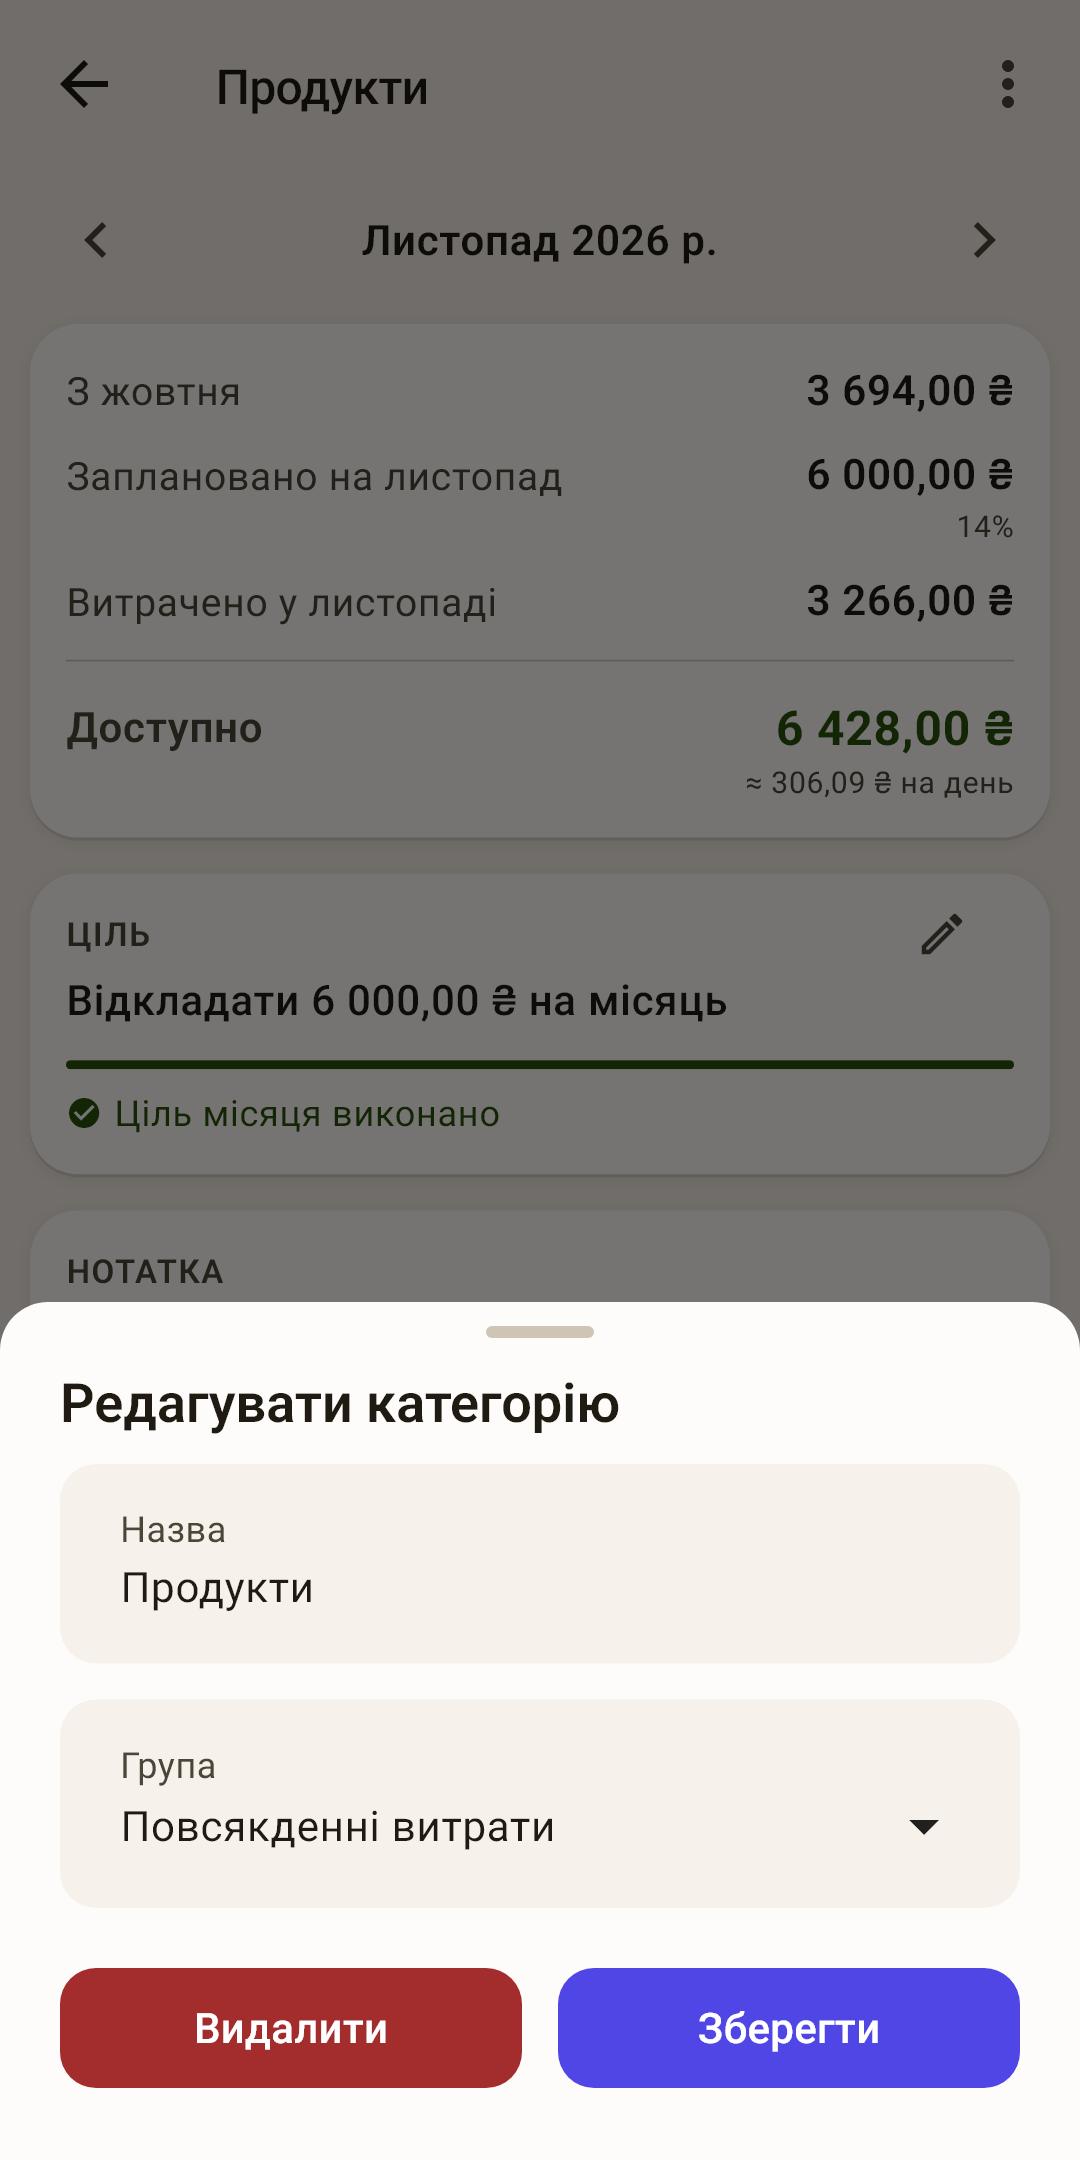 Продукти
Листопад 2026 р.
З жовтня
3 694,00 ₴
Заплановано на листопад
6 000,00 ₴
14%
Витрачено у листопаді
3 266,00 ₴
Доступно
6 428,00 ₴
≈ 306,09 ₴ на день
ЦІЛЬ
Відкладати 6 000,00 ₴ на місяць
Ціль місяця виконано
НОТАТКА
Редагувати категорію
Назва
Продукти
Група
Повсякденні витрати
Видалити
Зберегти